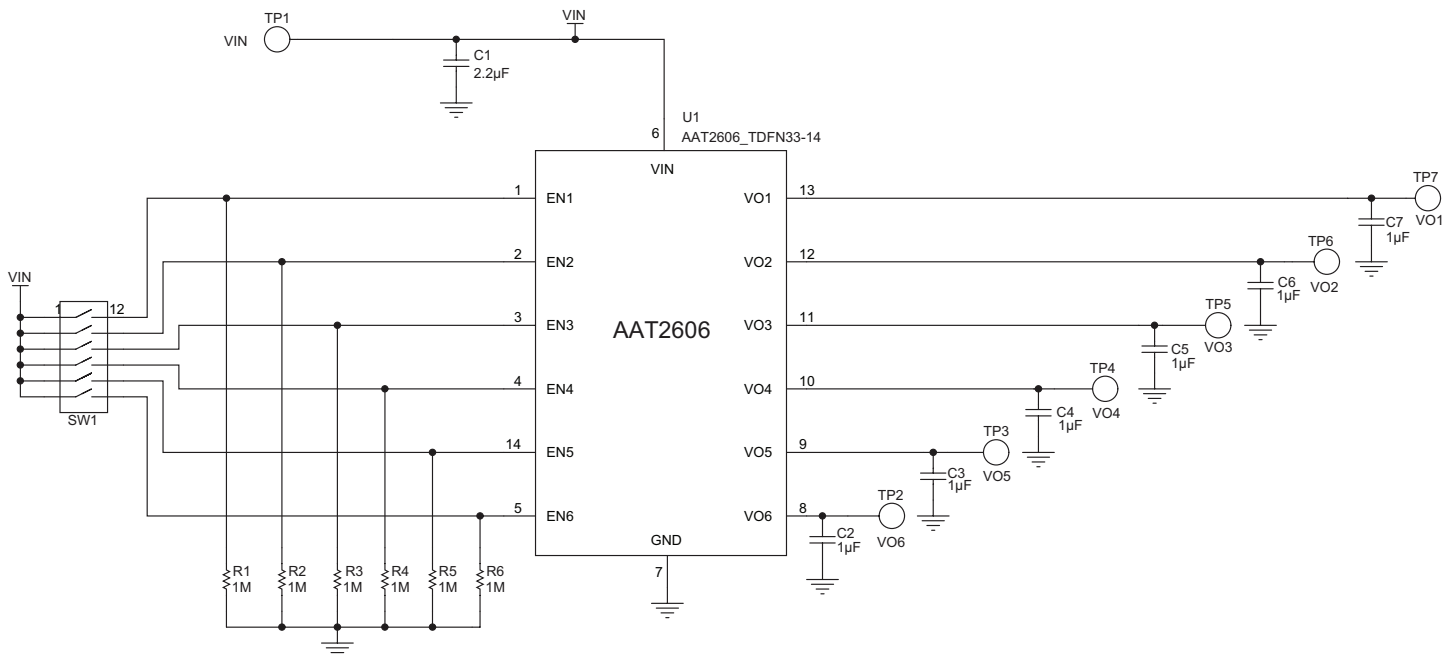 TP1
VIN
VIN
C1
2.2µF
U1
AAT2606_TDFN33-14
6
VIN
1
EN1
VO1
13
TP7
VO1
C7
1µF
2
EN2
VO2
12
TP6
VO2
C6
1µF
VIN
1
12
SW1
3
EN3
AAT2606
VO3
11
TP5
VO3
C5
1µF
4
EN4
VO4
10
TP4
VO4
C4
1µF
14
EN5
VO5
9
TP3
VO5
C3
1µF
5
EN6
VO6
8
TP2
VO6
C2
1µF
GND
7
R1
1M
R2
1M
R3
1M
R4
1M
R5
1M
R6
1M